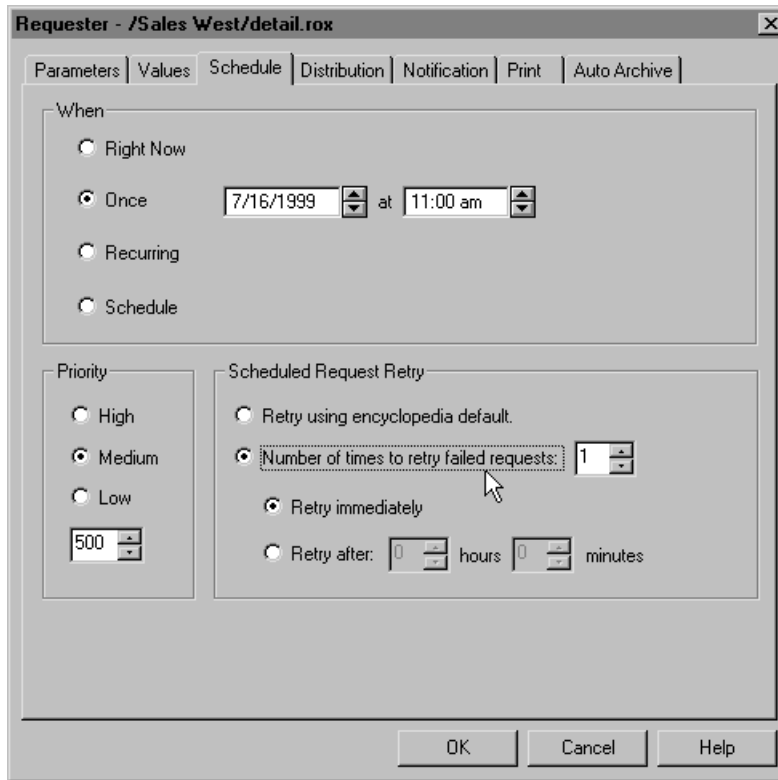 Requester - /Sales West/detail.rox
Parameters Values Schedule Distribution Notification Print Auto Archive
When
Right Now
Once 7/16/1999 at 11:00 am
Recurring
Schedule
Priority
High
Medium
Low
500
Scheduled Request Retry
Retry using encyclopedia default.
Number of times to retry failed requests: 1
Retry immediately
Retry after: 0 hours 0 minutes
OK Cancel Help